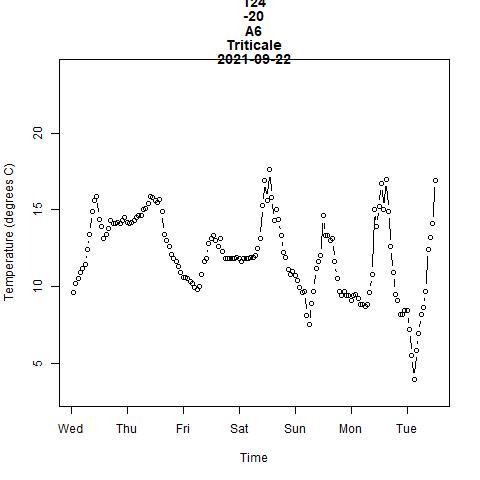 124
-20
A6
Triticale
2021-09-22
Temperature (degrees C)
20
15
10
5
Wed Thu Fri Sat Sun Mon Tue
Time